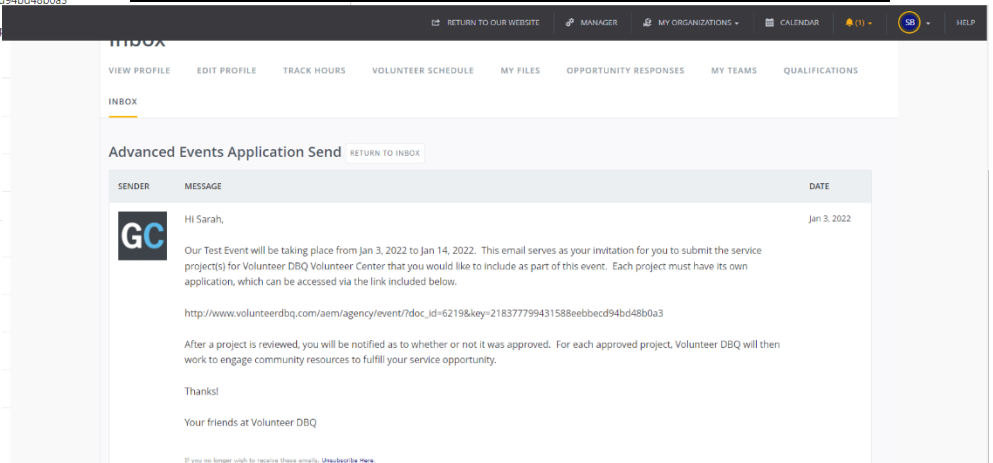 94bd48b0a3
RETURN TO OUR WEBSITE MANAGER MY ORGANIZATIONS CALENDAR (1) SB HELP
Inbox
VIEW PROFILE EDIT PROFILE TRACK HOURS VOLUNTEER SCHEDULE MY FILES OPPORTUNITY RESPONSES MY TEAMS QUALIFICATIONS
INBOX
Advanced Events Application Send RETURN TO INBOX
SENDER MESSAGE DATE
GC Hi Sarah, Jan 3, 2022
Our Test Event will be taking place from Jan 3, 2022 to Jan 14, 2022. This email serves as your invitation for you to submit the service
project(s) for Volunteer DBQ Volunteer Center that you would like to include as part of this event. Each project must have its own
application, which can be accessed via the link included below.
http://www.volunteerdbq.com/aem/agency/event/?doc_id=6219&key=218377799431588eebbecd94bd48b0a3
After a project is reviewed, you will be notified as to whether or not it was approved. For each approved project, Volunteer DBQ will then
work to engage community resources to fulfill your service opportunity.
Thanks!
Your friends at Volunteer DBQ
If you no longer wish to receive these emails, Unsubscribe Here.